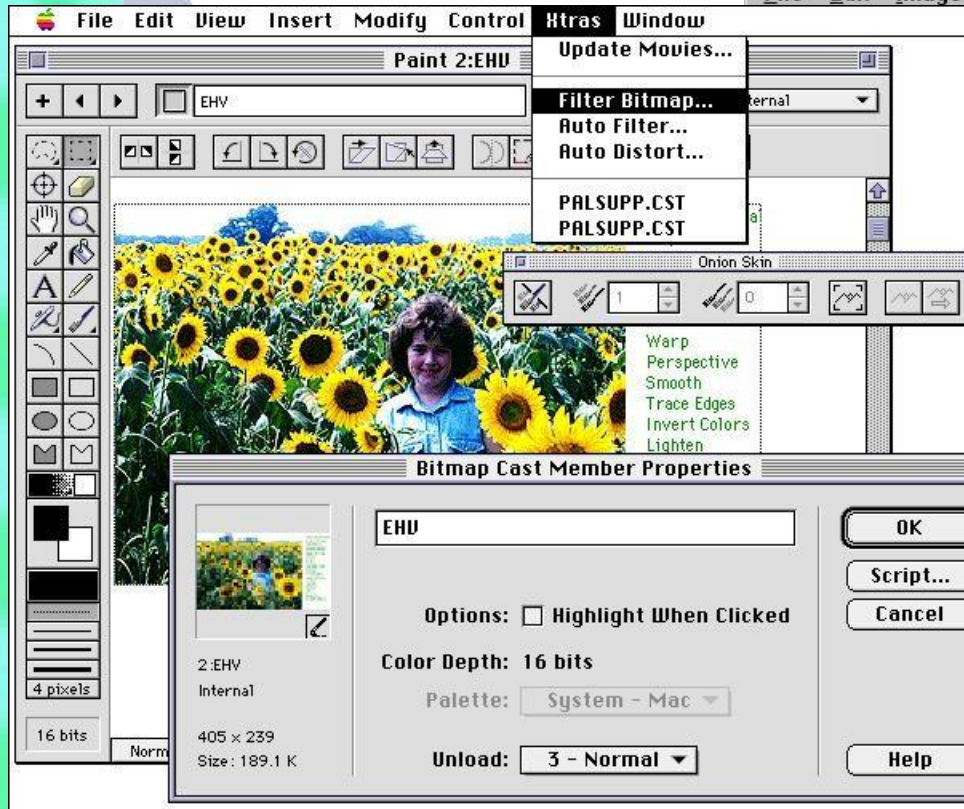 File Edit View Insert Modify Control Xtras Window
Update Movies...
Paint 2:EHV
Filter Bitmap...
EHV
ternal
Auto Filter...
Auto Distort...
PALSUPP.CST
PALSUPP.CST
Onion Skin
1
0
Warp
Perspective
Smooth
Trace Edges
Invert Colors
Lighten
A
Bitmap Cast Member Properties
EHV
OK
Script...
Options: Highlight When Clicked
Cancel
2:EHV
Color Depth: 16 bits
Internal
Palette: System - Mac
4 pixels
405 x 239
16 bits
Norm
Size: 189.1 K
Unload: 3 - Normal
Help